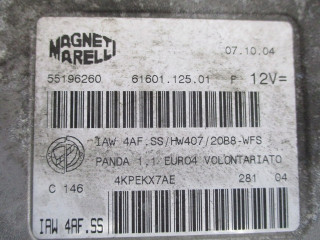 MAGNETI
MARELLI
07.10.04
55196260 61601.125.01 P 12V=
IAW 4AF.SS/HW407/20B8-WFS
PANDA 1.1 EURO4 VOLONTARIATO
C 146 4KPEKX7AE 281 04
IAW 4AF.SS